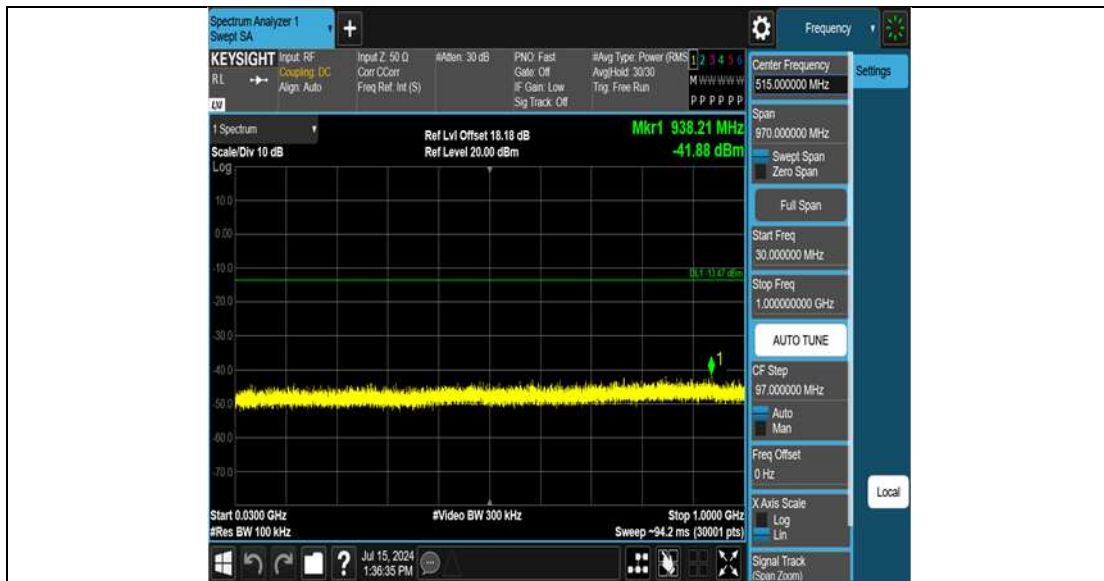 Spectrum Analyzer 1
Swept SA
+
Frequency
KEYSIGHT
RL
LXI
Input: RF
Coupling: DC
Align: Auto
Input Z: 50 Ω
Corr CCorr
Freq Ref: Int (S)
#Atten: 30 dB
PNO: Fast
Gate: Off
IF Gain: Low
Sig Track: Off
#Avg Type: Power (RMS
Avg|Hold: 30/30
Trig: Free Run
1 2 3 4 5 6
M W W W W W
P P P P P P
1 Spectrum
Scale/Div 10 dB
Ref Lvl Offset 18.18 dB
Ref Level 20.00 dBm
Mkr1 938.21 MHz
-41.88 dBm
Log
10.0
0.00
-10.0
DL1 -13.47 dBm
-20.0
-30.0
1
-40.0
-50.0
-60.0
-70.0
Start 0.0300 GHz
#Video BW 300 kHz
Stop 1.0000 GHz
#Res BW 100 kHz
Sweep ~94.2 ms (30001 pts)
?
Jul 15, 2024
1:36:35 PM
Center Frequency
515.000000 MHz
Settings
Span
970.000000 MHz
Swept Span
Zero Span
Full Span
Start Freq
30.000000 MHz
Stop Freq
1.000000000 GHz
AUTO TUNE
CF Step
97.000000 MHz
Auto
Man
Freq Offset
0 Hz
Local
X Axis Scale
Log
Lin
Signal Track
(Span Zoom)